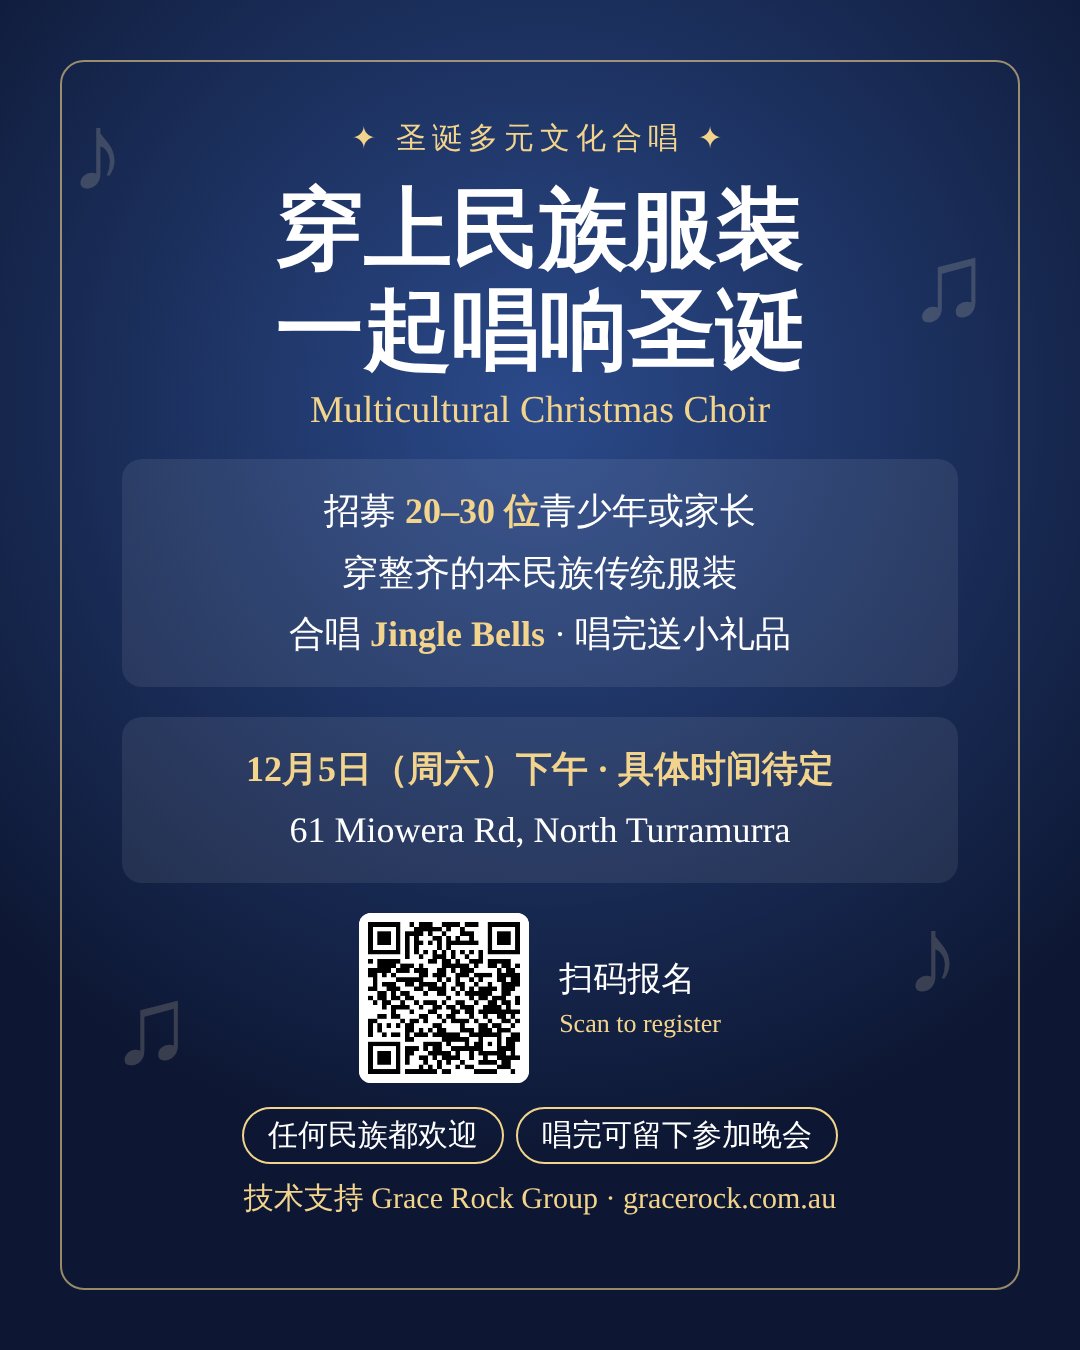 ✦ 圣诞多元文化合唱 ✦
穿上民族服装
一起唱响圣诞
Multicultural Christmas Choir
招募 20–30 位青少年或家长
穿整齐的本民族传统服装
合唱 Jingle Bells · 唱完送小礼品
12月5日（周六）下午 · 具体时间待定
61 Miowera Rd, North Turramurra
扫码报名
Scan to register
任何民族都欢迎
唱完可留下参加晚会
技术支持 Grace Rock Group · gracerock.com.au